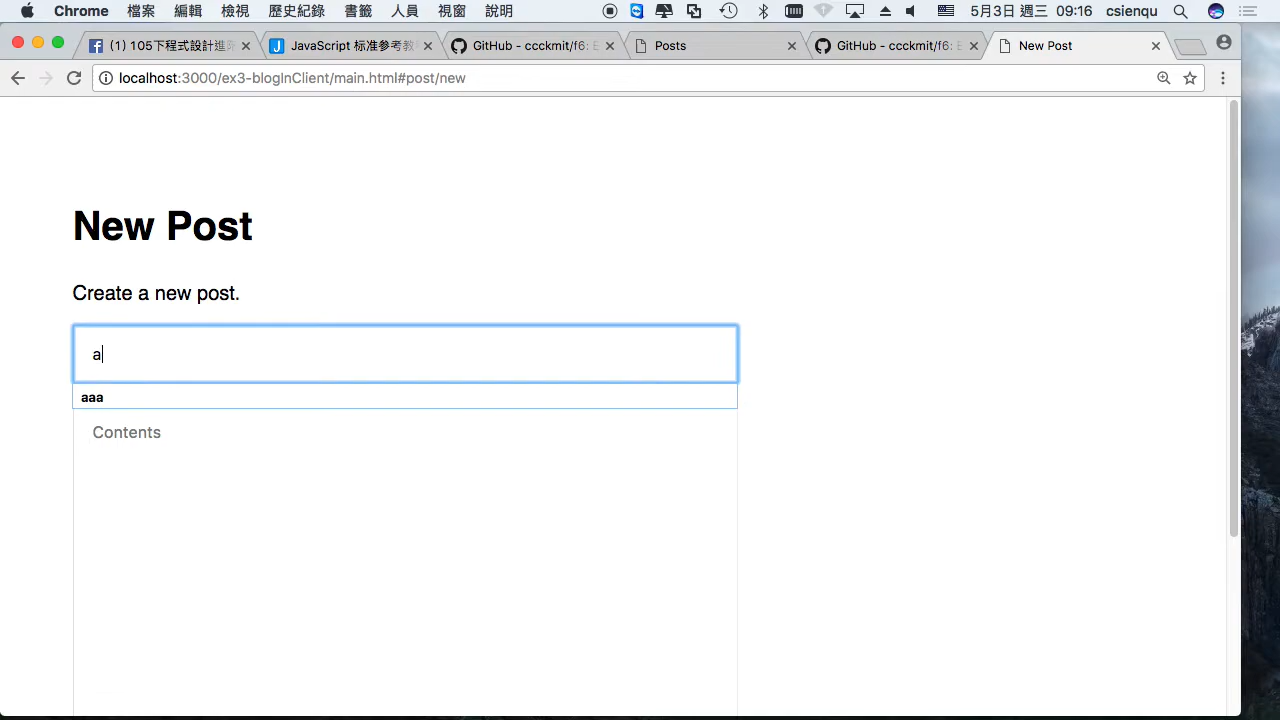 Chrome 檔案 編輯 檢視 歷史紀錄 書籤 人員 視窗 說明 5月3日 週三 09:16 csienqu
(1) 105下程式設計進 JavaScript 标准参考教 GitHub - ccckmit/f6: E Posts GitHub - ccckmit/f6: E New Post
localhost:3000/ex3-blogInClient/main.html#post/new
New Post
Create a new post.
a
aaa
Contents